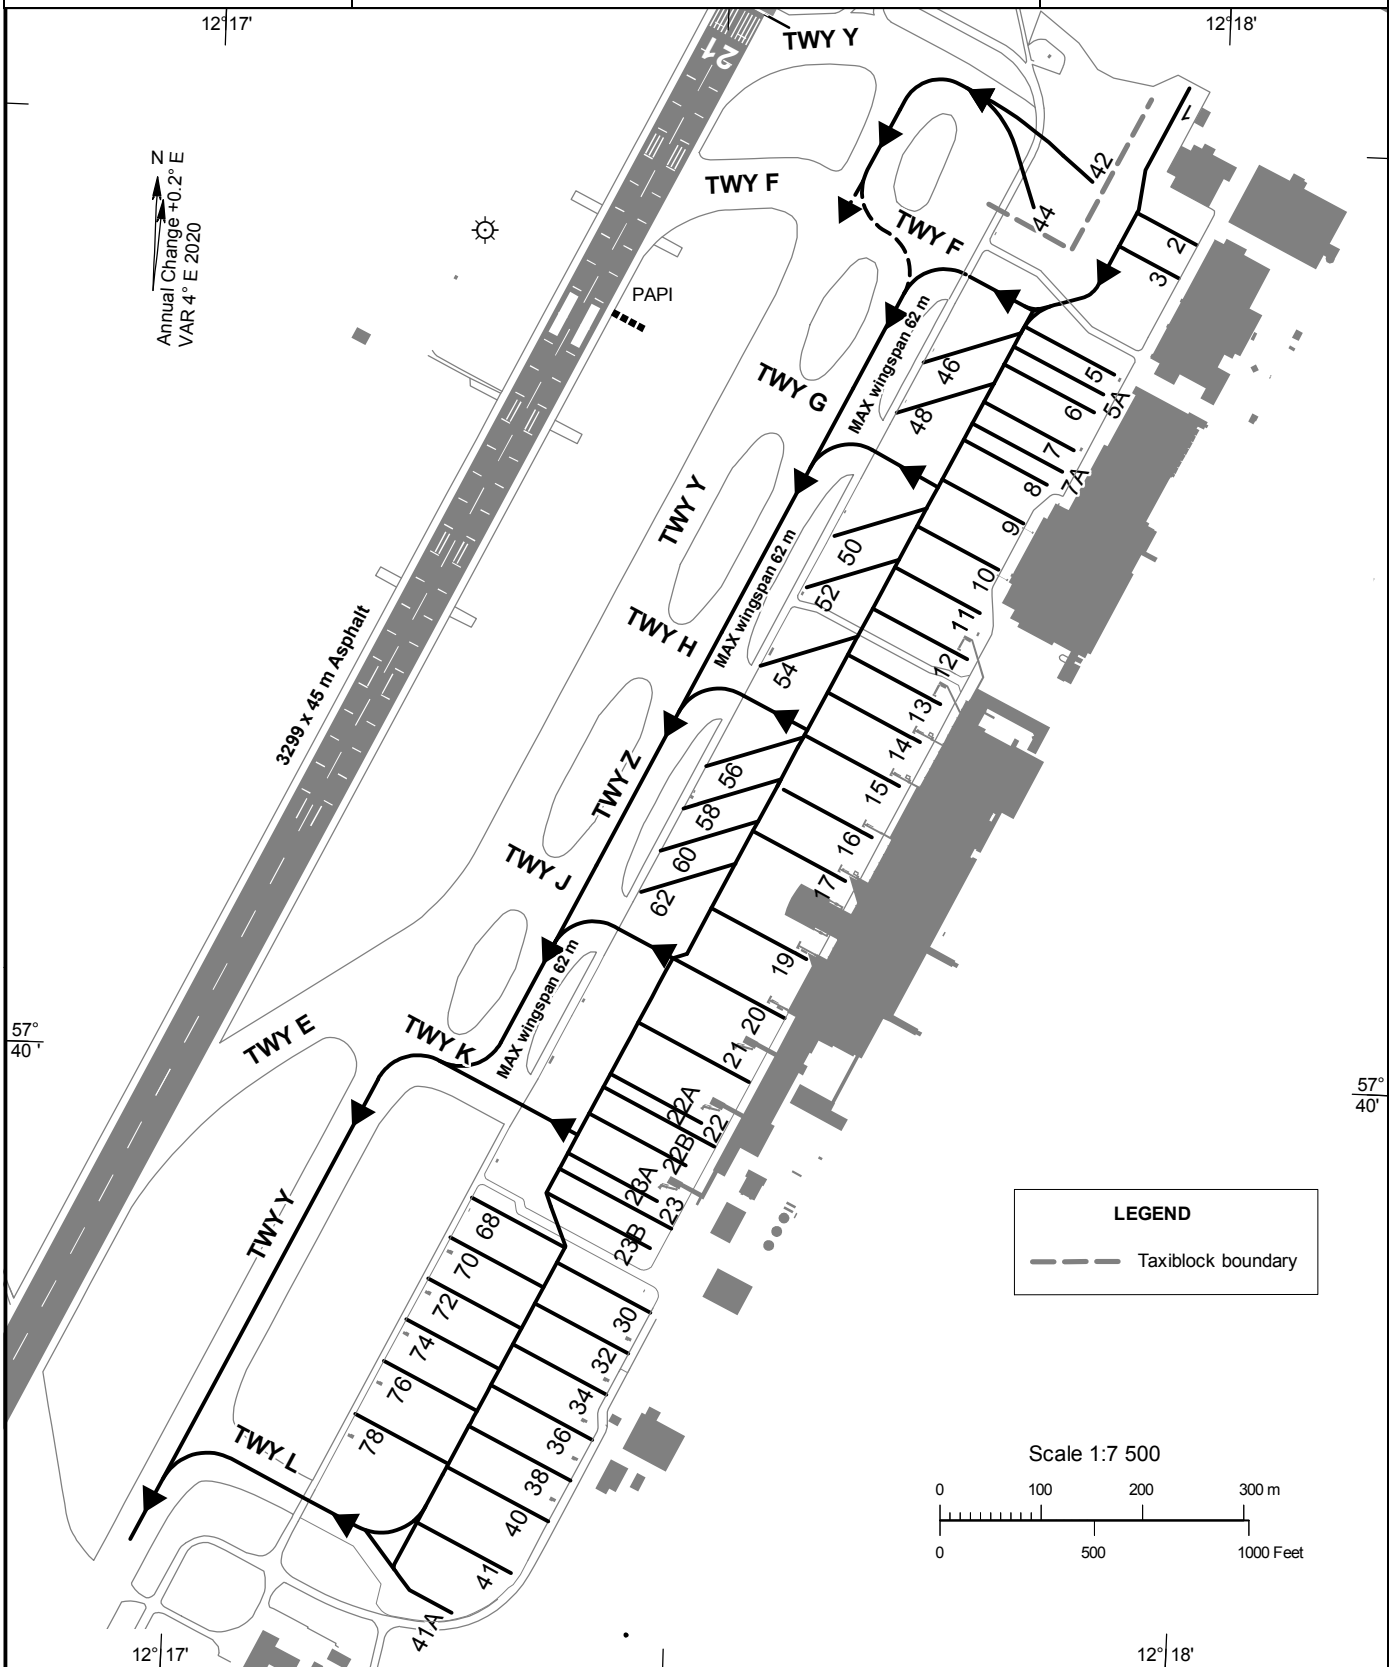 12°17'
12°18'
21
TWY Y
1
42
N
Annual Change +0.2° E
VAR 4° E 2020
TWY F
44
TWY F
2
3
PAPI
MAX wingspan 62 m
46
5
5A
TWY G
48
6
7
7A
8
TWY Y
9
50
MAX wingspan 62 m
52
10
11
TWY H
3299 x 45 m Asphalt
54
12
13
14
TWY Z
56
15
58
16
TWY J
60
17
62
MAX wingspan 62 m
19
20
57°
40 '
TWY E
TWY K
21
22A
57°
40'
22
22B
23A
23
TWY Y
68
23B
70
72
30
74
32
76
34
78
36
TWY L
38
40
41
41A
LEGEND
Taxiblock boundary
Scale 1:7 500
0
100
200
300 m
0
500
1000 Feet
12°17'
12°18'